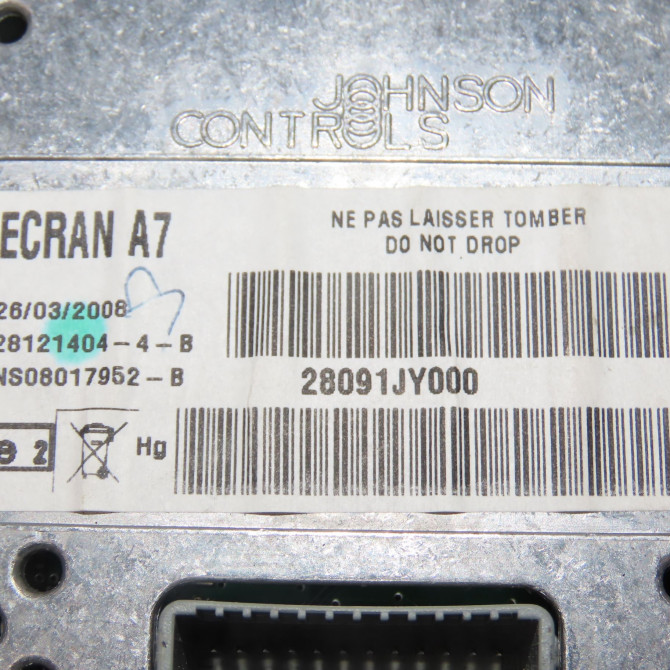 JOHNSON
CONTROLS
ECRAN A7
NE PAS LAISSER TOMBER
DO NOT DROP
26/03/2008
28121404-4-B
NS08017952-B
28091JY000
2
Hg